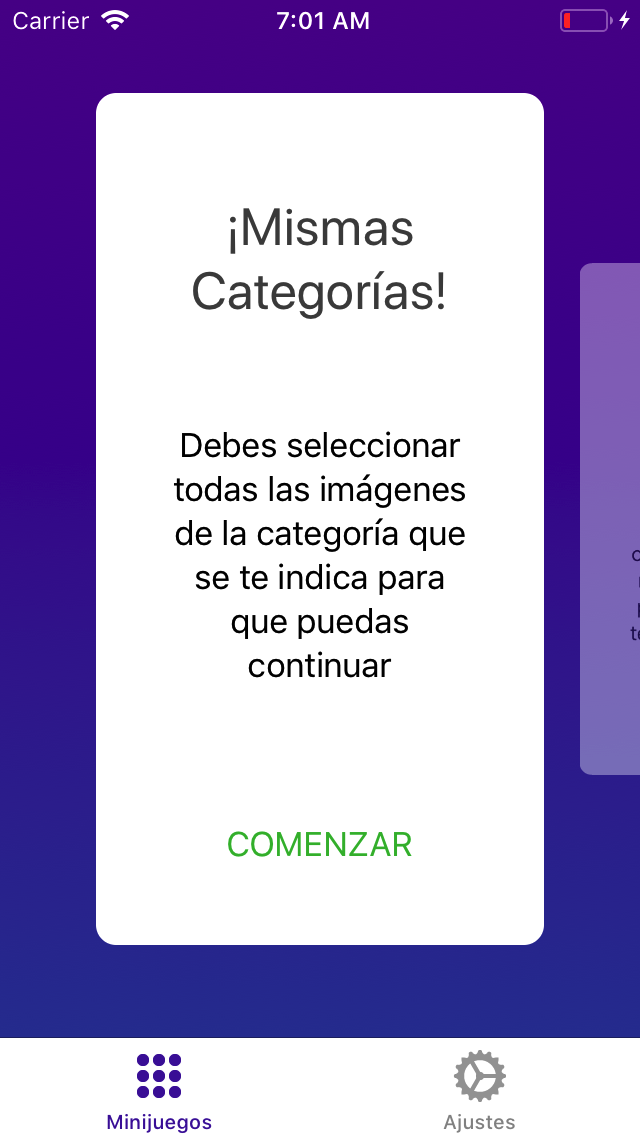 Carrier
7:01 AM
¡Mismas
Categorías!
Debes seleccionar
todas las imágenes
de la categoría que
se te indica para
que puedas
continuar
COMENZAR
Minijuegos
Ajustes